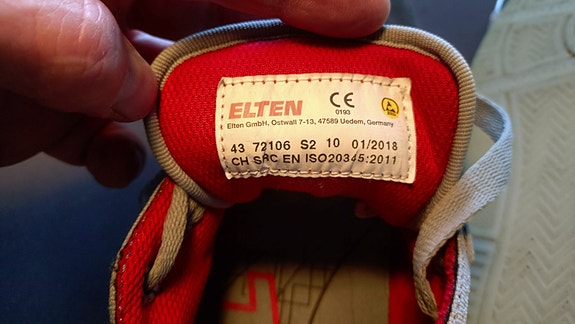 ELTEN CE
0193
Elten GmbH, Ostwall 7-13, 47589 Uedem, Germany
43 72106 S2 10 01/2018
CH SRC EN ISO20345:2011